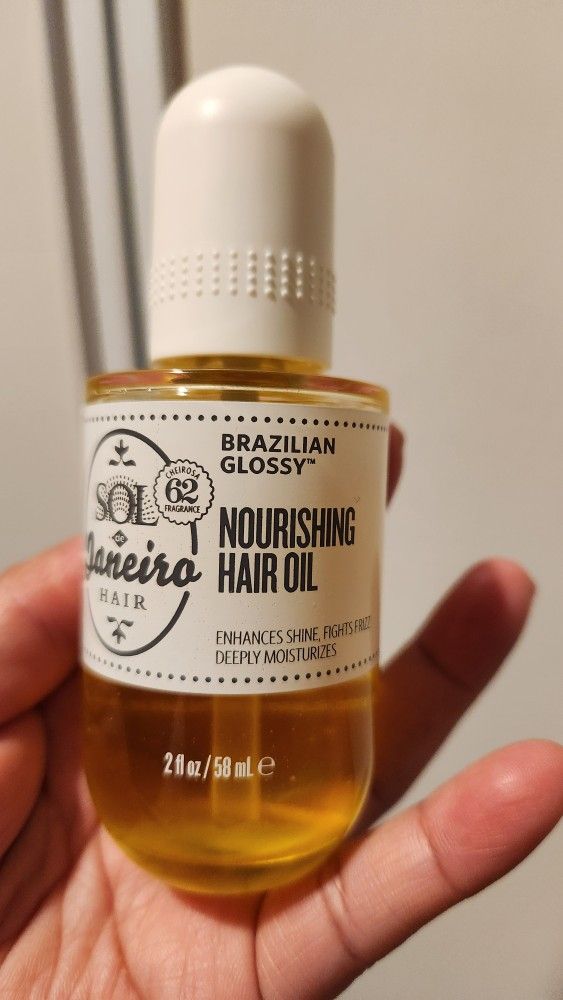 BRAZILIAN
GLOSSY™
CHEIROSA
62
FRAGRANCE
SOL
de
Janeiro
HAIR
NOURISHING
HAIR OIL
ENHANCES SHINE, FIGHTS FRIZZ
DEEPLY MOISTURIZES
2 fl oz / 58 mL ℮